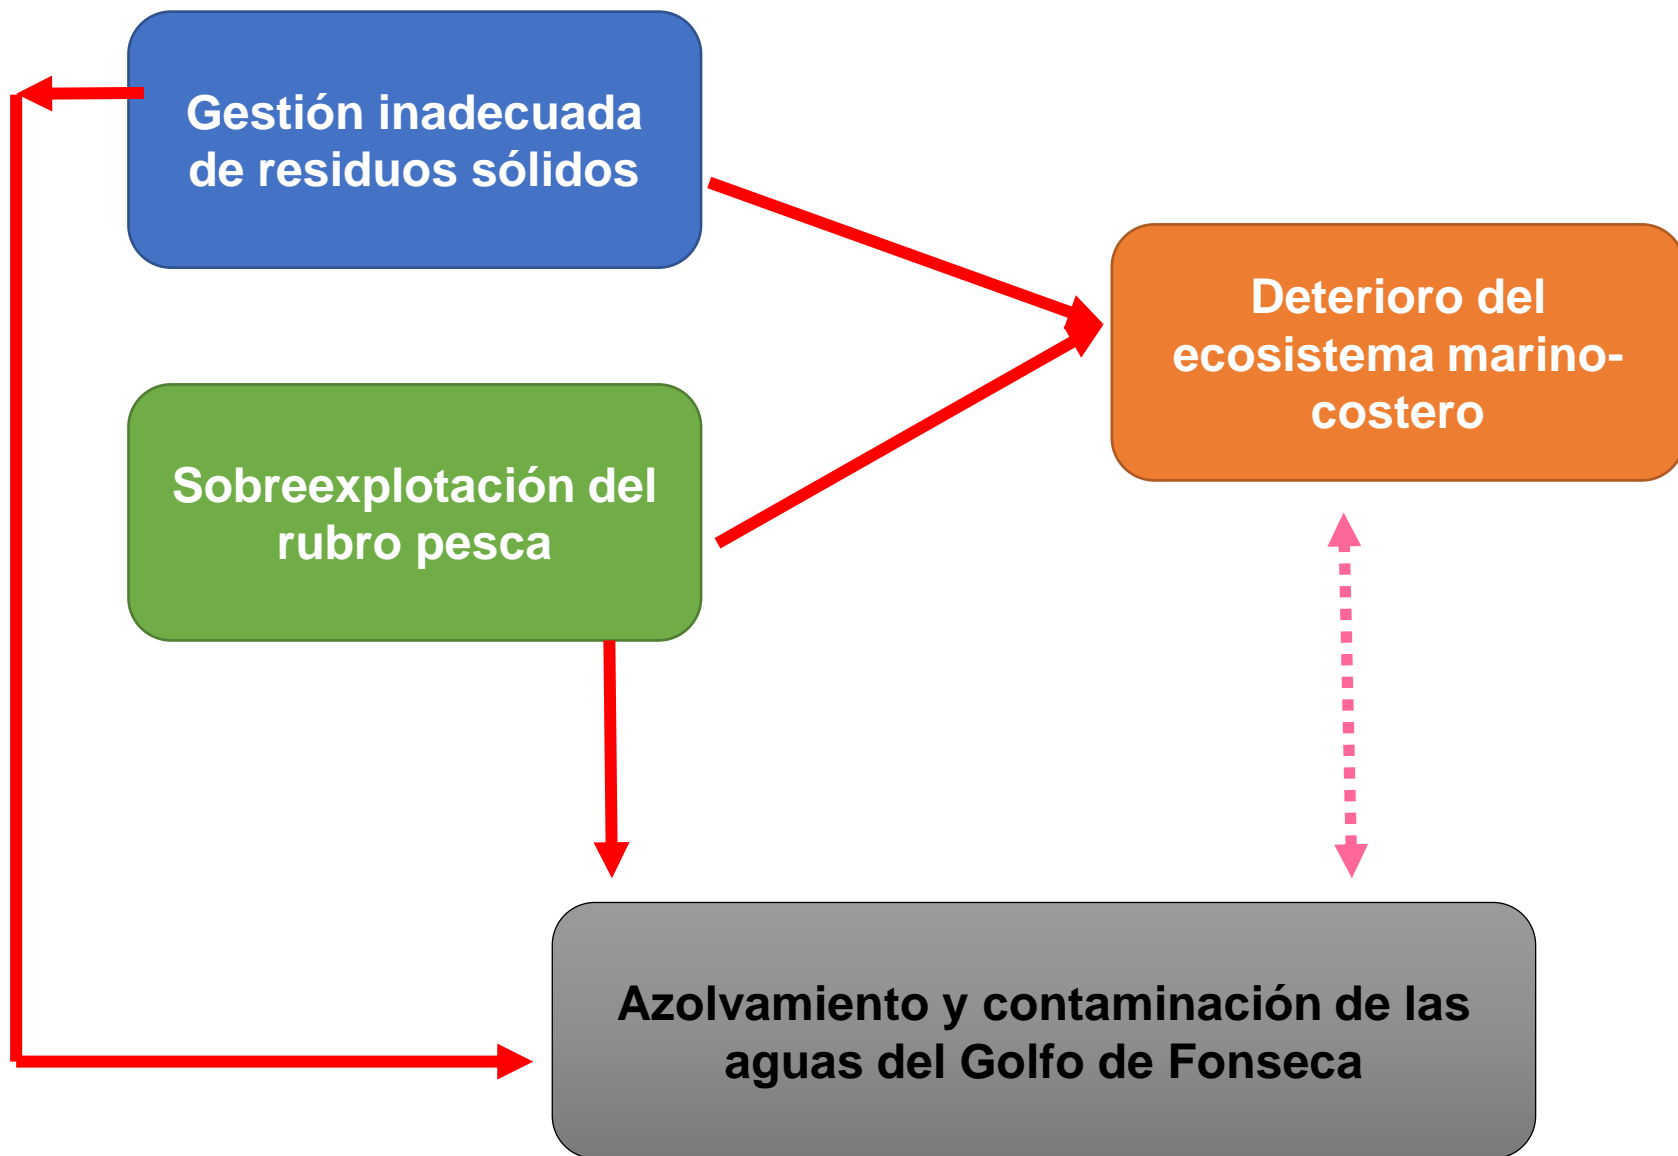 Gestión inadecuada
de residuos sólidos
Deterioro del
ecosistema marino-
costero
Sobreexplotación del
rubro pesca
Azolvamiento y contaminación de las
aguas del Golfo de Fonseca